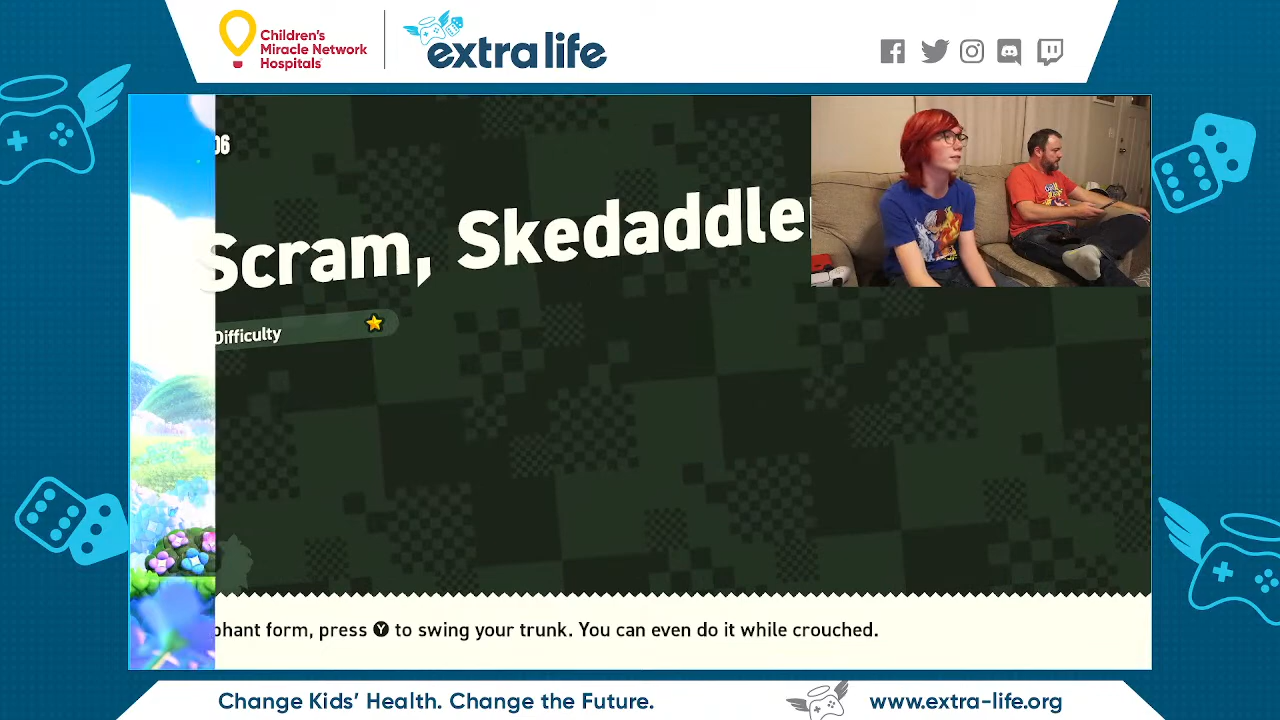 Children's
Miracle Network
Hospitals
extra life
06
Scram, Skedaddle
Difficulty
phant form, press Y to swing your trunk. You can even do it while crouched.
Change Kids' Health. Change the Future.
www.extra-life.org